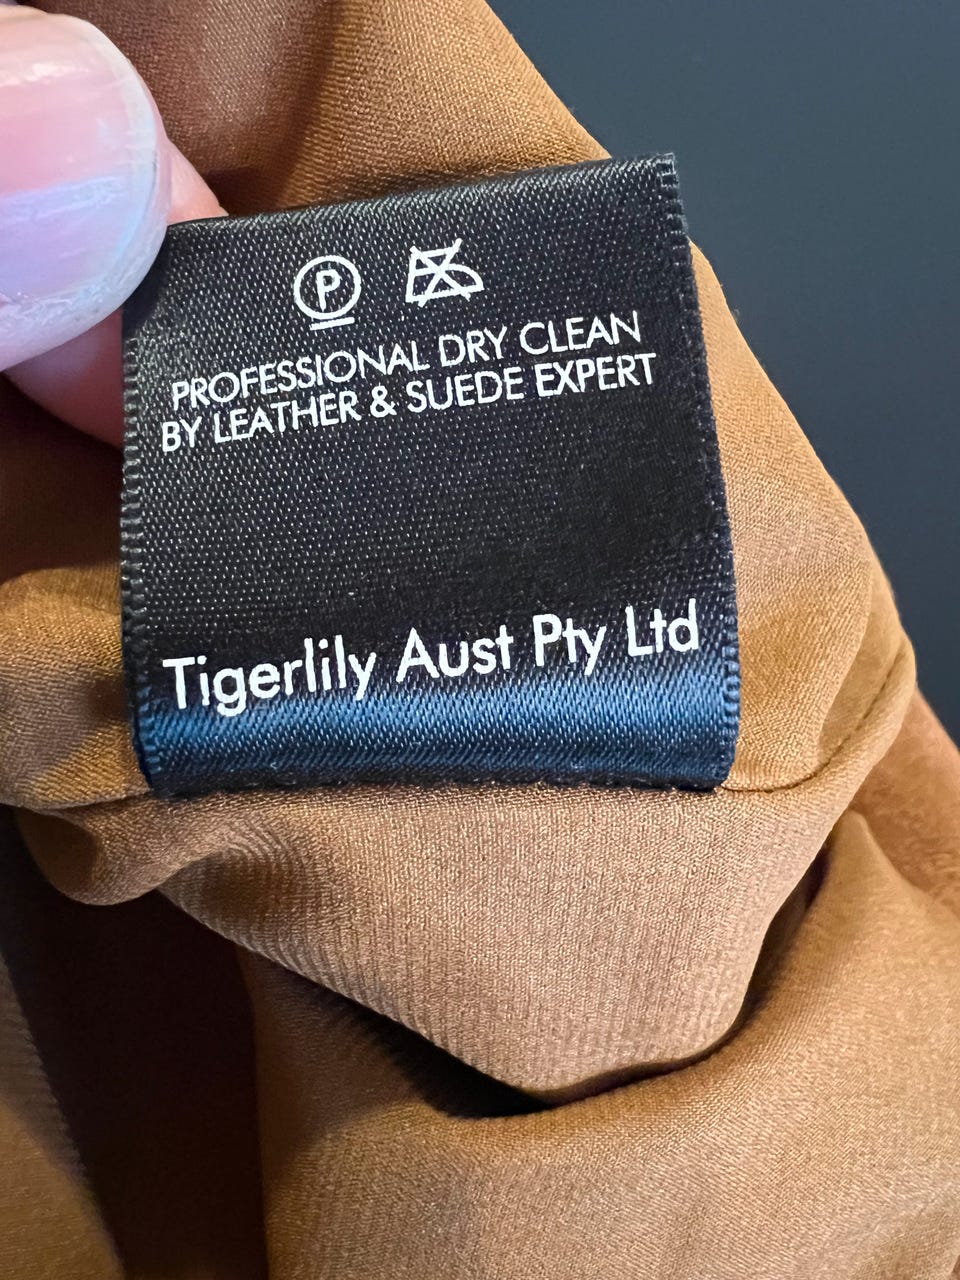 P
PROFESSIONAL DRY CLEAN
BY LEATHER & SUEDE EXPERT
Tigerlily Aust Pty Ltd